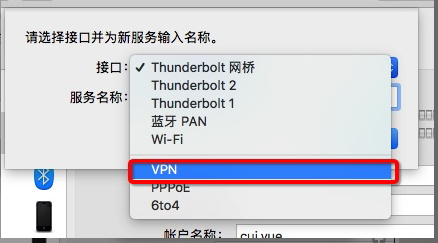 请选择接口并为新服务输入名称。
接口: ✓ Thunderbolt 网桥
服务名称: Thunderbolt 2
Thunderbolt 1
蓝牙 PAN
Wi-Fi
VPN
PPPoE
6to4
帐户名称: cui yue